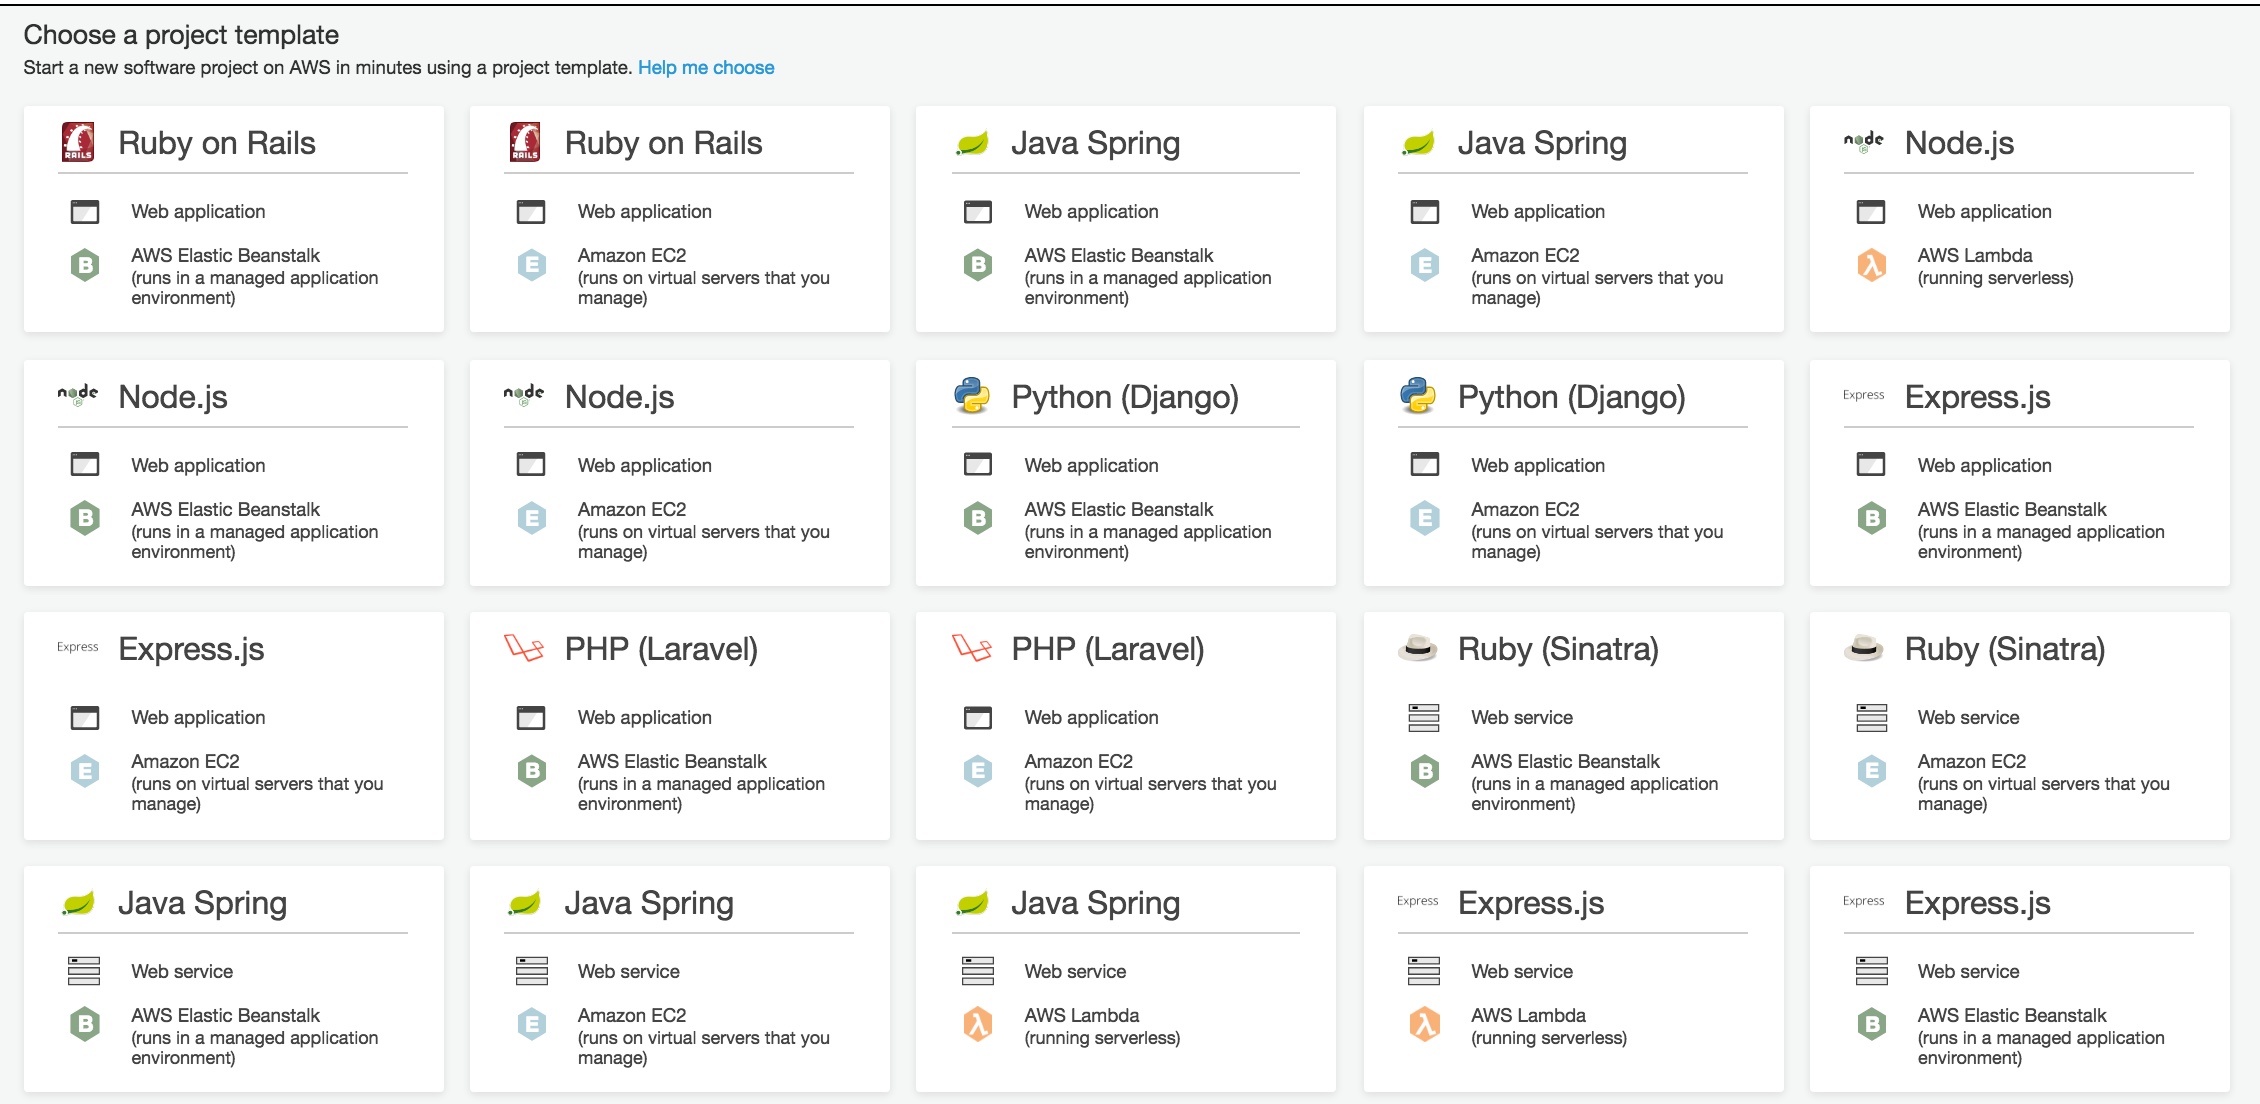 Choose a project template
Start a new software project on AWS in minutes using a project template. Help me choose
RAILS
Ruby on Rails
Web application
B
AWS Elastic Beanstalk
(runs in a managed application
environment)
RAILS
Ruby on Rails
Web application
E
Amazon EC2
(runs on virtual servers that you
manage)
Java Spring
Web application
B
AWS Elastic Beanstalk
(runs in a managed application
environment)
Java Spring
Web application
E
Amazon EC2
(runs on virtual servers that you
manage)
node
JS
Node.js
Web application
λ
AWS Lambda
(running serverless)
node
JS
Node.js
Web application
B
AWS Elastic Beanstalk
(runs in a managed application
environment)
node
JS
Node.js
Web application
E
Amazon EC2
(runs on virtual servers that you
manage)
Python (Django)
Web application
B
AWS Elastic Beanstalk
(runs in a managed application
environment)
Python (Django)
Web application
E
Amazon EC2
(runs on virtual servers that you
manage)
Express
Express.js
Web application
B
AWS Elastic Beanstalk
(runs in a managed application
environment)
Express
Express.js
Web application
E
Amazon EC2
(runs on virtual servers that you
manage)
PHP (Laravel)
Web application
B
AWS Elastic Beanstalk
(runs in a managed application
environment)
PHP (Laravel)
Web application
E
Amazon EC2
(runs on virtual servers that you
manage)
Ruby (Sinatra)
Web service
B
AWS Elastic Beanstalk
(runs in a managed application
environment)
Ruby (Sinatra)
Web service
E
Amazon EC2
(runs on virtual servers that you
manage)
Java Spring
Web service
B
AWS Elastic Beanstalk
(runs in a managed application
environment)
Java Spring
Web service
E
Amazon EC2
(runs on virtual servers that you
manage)
Java Spring
Web service
λ
AWS Lambda
(running serverless)
Express
Express.js
Web service
λ
AWS Lambda
(running serverless)
Express
Express.js
Web service
B
AWS Elastic Beanstalk
(runs in a managed application
environment)